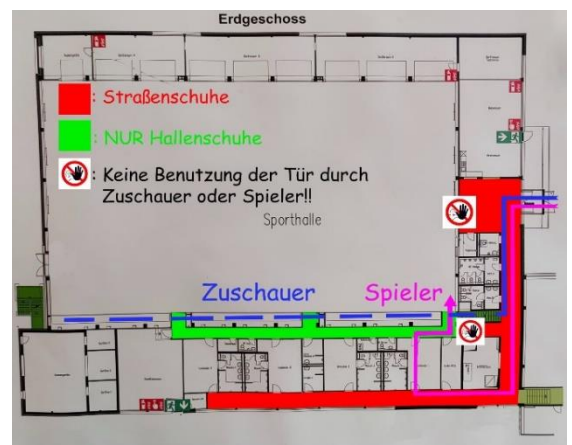 Erdgeschoss
: Straßenschuhe
: NUR Hallenschuhe
: Keine Benutzung der Tür durch
Zuschauer oder Spieler!!
Sporthalle
Zuschauer
Spieler